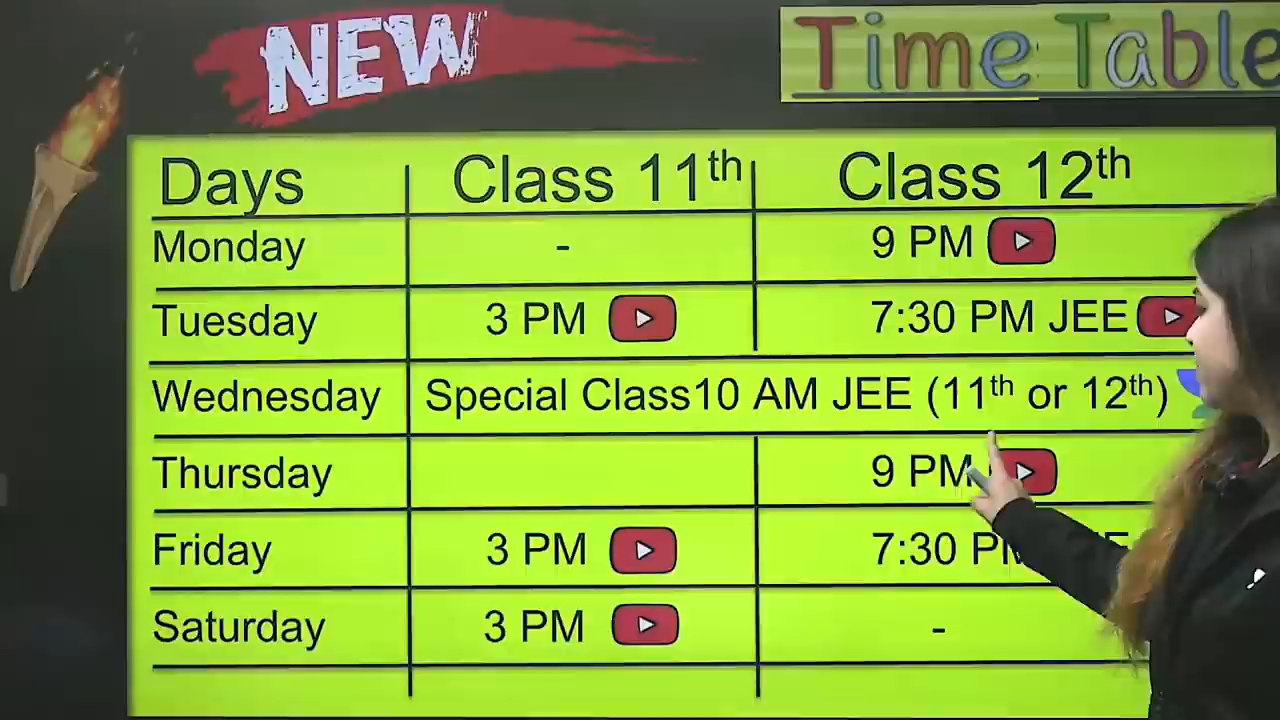 NEW
Time Table
Days Class 11th Class 12th
Monday - 9 PM
Tuesday 3 PM 7:30 PM JEE
Wednesday Special Class10 AM JEE (11th or 12th)
Thursday 9 PM
Friday 3 PM 7:30 PM
Saturday 3 PM -